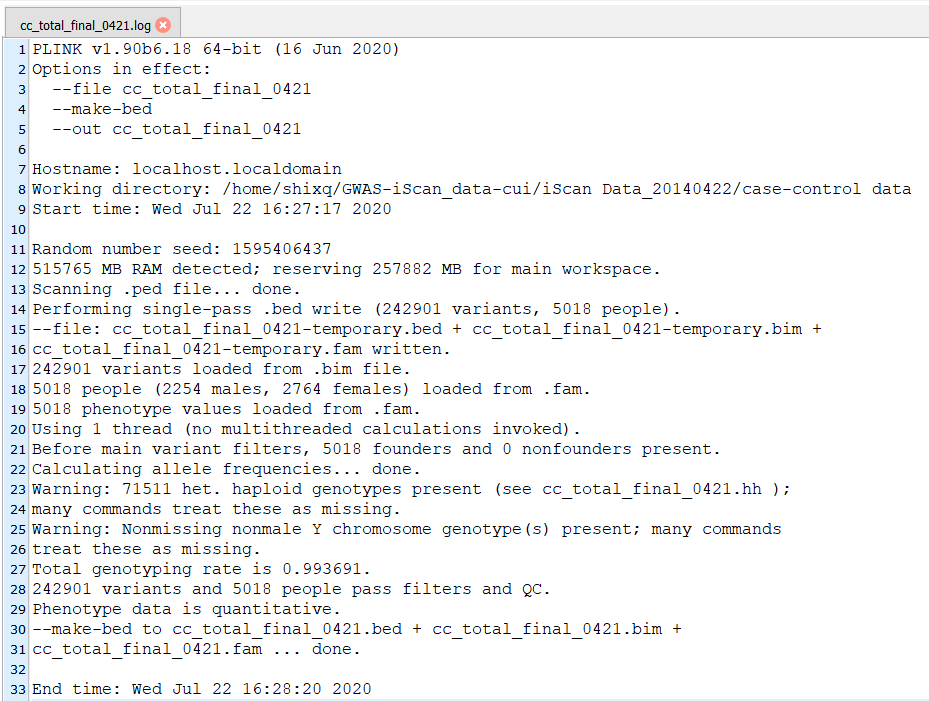 cc_total_final_0421.log
1 PLINK v1.90b6.18 64-bit (16 Jun 2020)
2 Options in effect:
3   --file cc_total_final_0421
4   --make-bed
5   --out cc_total_final_0421
6
7 Hostname: localhost.localdomain
8 Working directory: /home/shixq/GWAS-iScan_data-cui/iScan Data_20140422/case-control data
9 Start time: Wed Jul 22 16:27:17 2020
10
11 Random number seed: 1595406437
12 515765 MB RAM detected; reserving 257882 MB for main workspace.
13 Scanning .ped file... done.
14 Performing single-pass .bed write (242901 variants, 5018 people).
15 --file: cc_total_final_0421-temporary.bed + cc_total_final_0421-temporary.bim +
16 cc_total_final_0421-temporary.fam written.
17 242901 variants loaded from .bim file.
18 5018 people (2254 males, 2764 females) loaded from .fam.
19 5018 phenotype values loaded from .fam.
20 Using 1 thread (no multithreaded calculations invoked).
21 Before main variant filters, 5018 founders and 0 nonfounders present.
22 Calculating allele frequencies... done.
23 Warning: 71511 het. haploid genotypes present (see cc_total_final_0421.hh );
24 many commands treat these as missing.
25 Warning: Nonmissing nonmale Y chromosome genotype(s) present; many commands
26 treat these as missing.
27 Total genotyping rate is 0.993691.
28 242901 variants and 5018 people pass filters and QC.
29 Phenotype data is quantitative.
30 --make-bed to cc_total_final_0421.bed + cc_total_final_0421.bim +
31 cc_total_final_0421.fam ... done.
32
33 End time: Wed Jul 22 16:28:20 2020